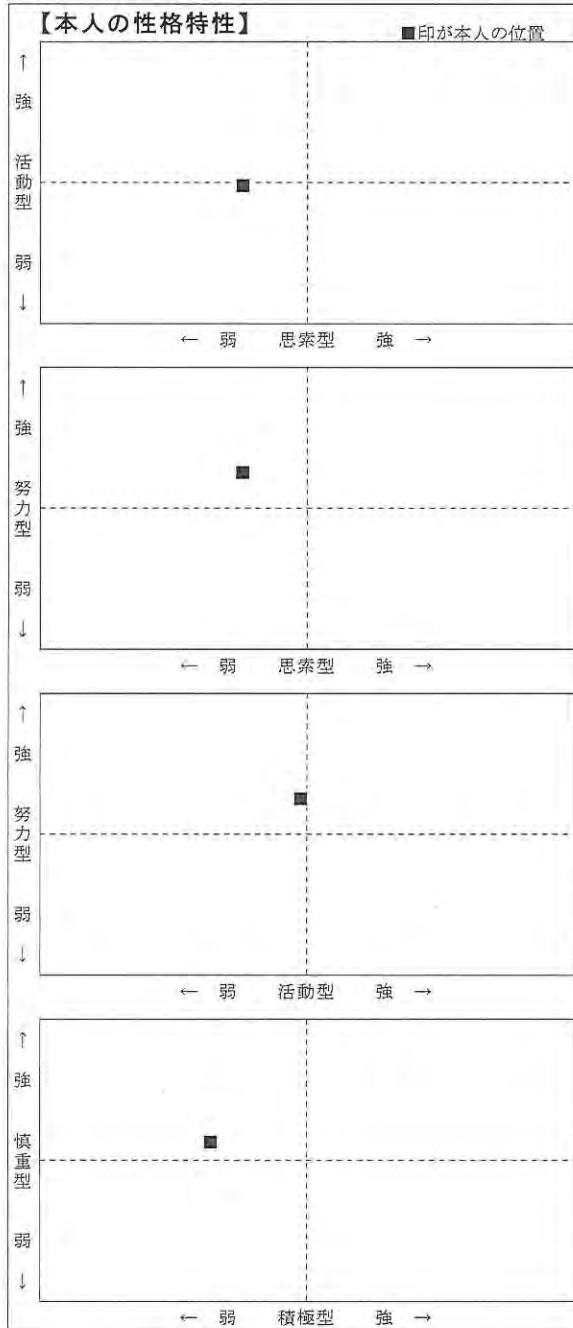 【本人の性格特性】
■印が本人の位置
↑
強
活動型
弱
↓
← 弱 思索型 強 →
↑
強
努力型
弱
↓
← 弱 思索型 強 →
↑
強
努力型
弱
↓
← 弱 活動型 強 →
↑
強
慎重型
弱
↓
← 弱 積極型 強 →